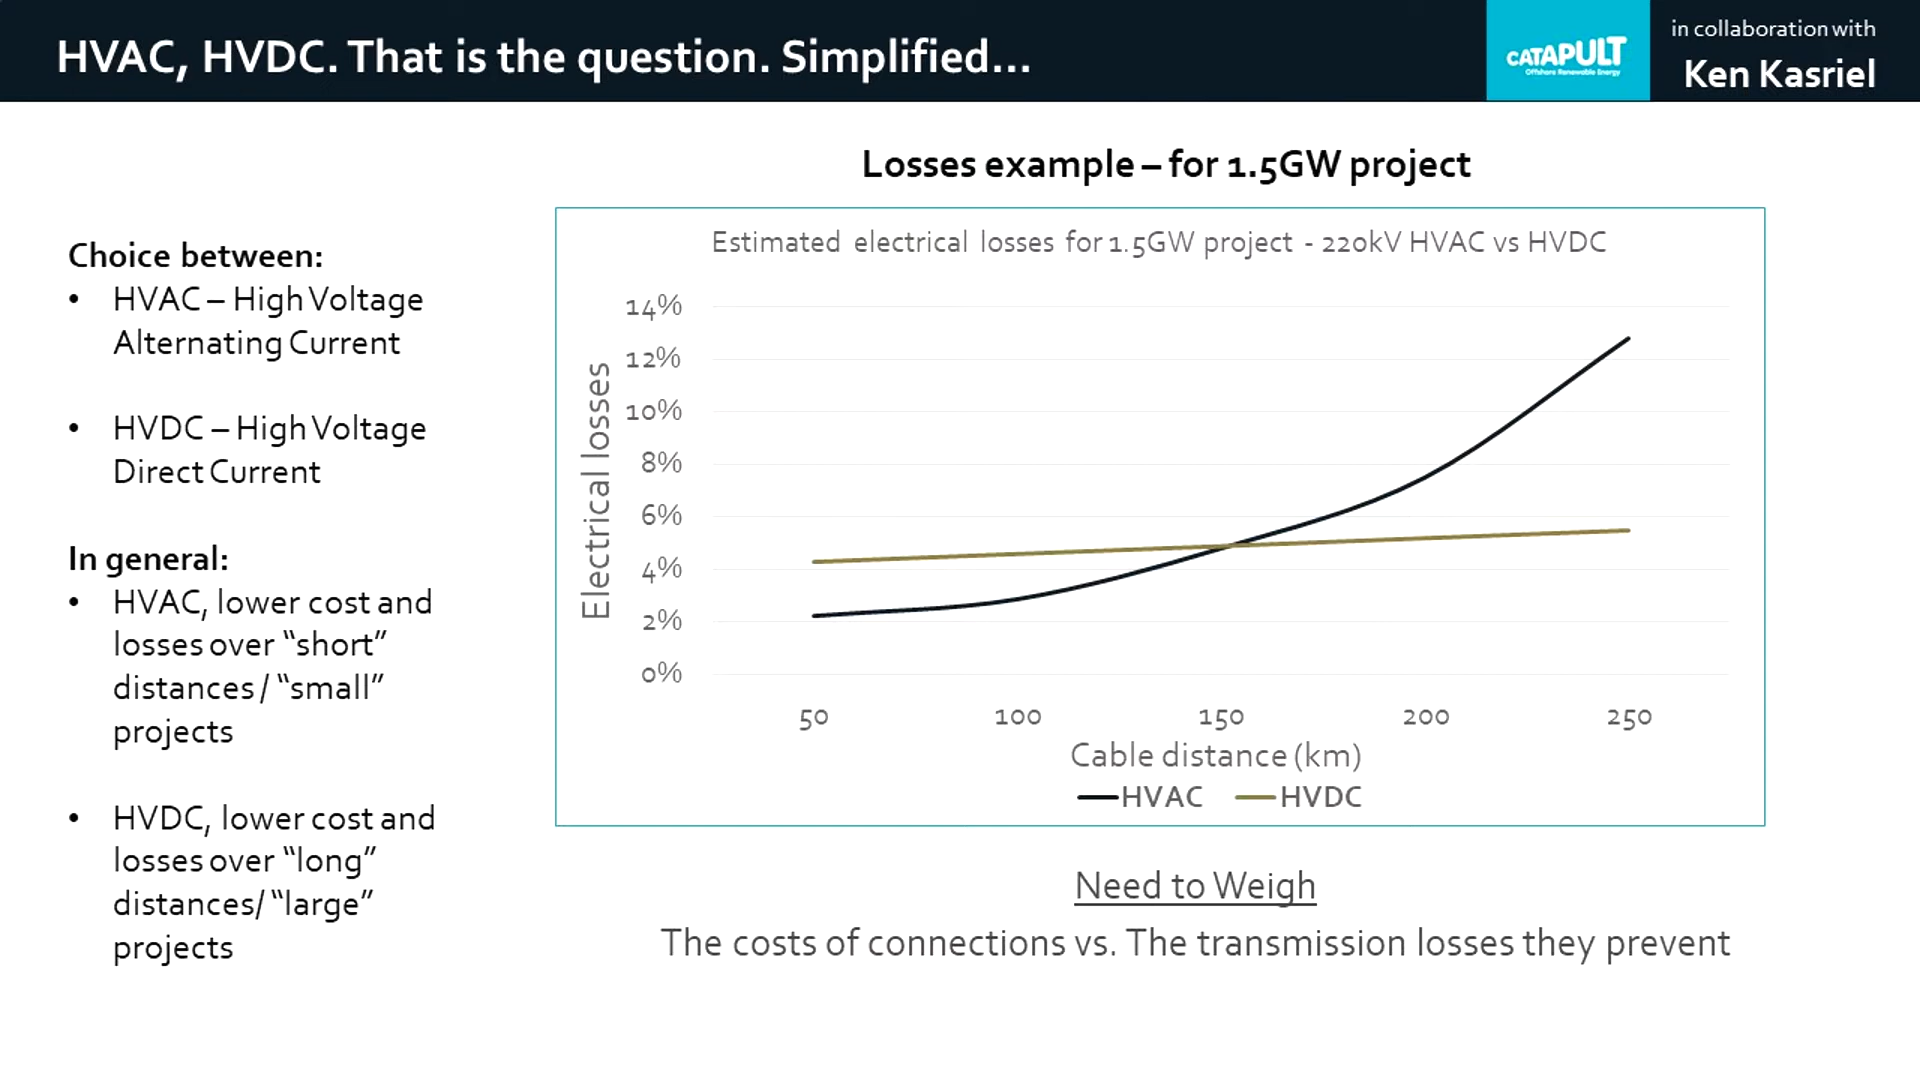 HVAC, HVDC. That is the question. Simplified...
CATAPULT
Offshore Renewable Energy
in collaboration with
Ken Kasriel
Losses example – for 1.5GW project
Choice between:
• HVAC – High Voltage
Alternating Current
• HVDC – High Voltage
Direct Current
In general:
• HVAC, lower cost and
losses over “short”
distances / “small”
projects
• HVDC, lower cost and
losses over “long”
distances/ “large”
projects
Estimated electrical losses for 1.5GW project - 220kV HVAC vs HVDC
Electrical losses
14%
12%
10%
8%
6%
4%
2%
0%
50 100 150 200 250
Cable distance (km)
HVAC HVDC
Need to Weigh
The costs of connections vs. The transmission losses they prevent